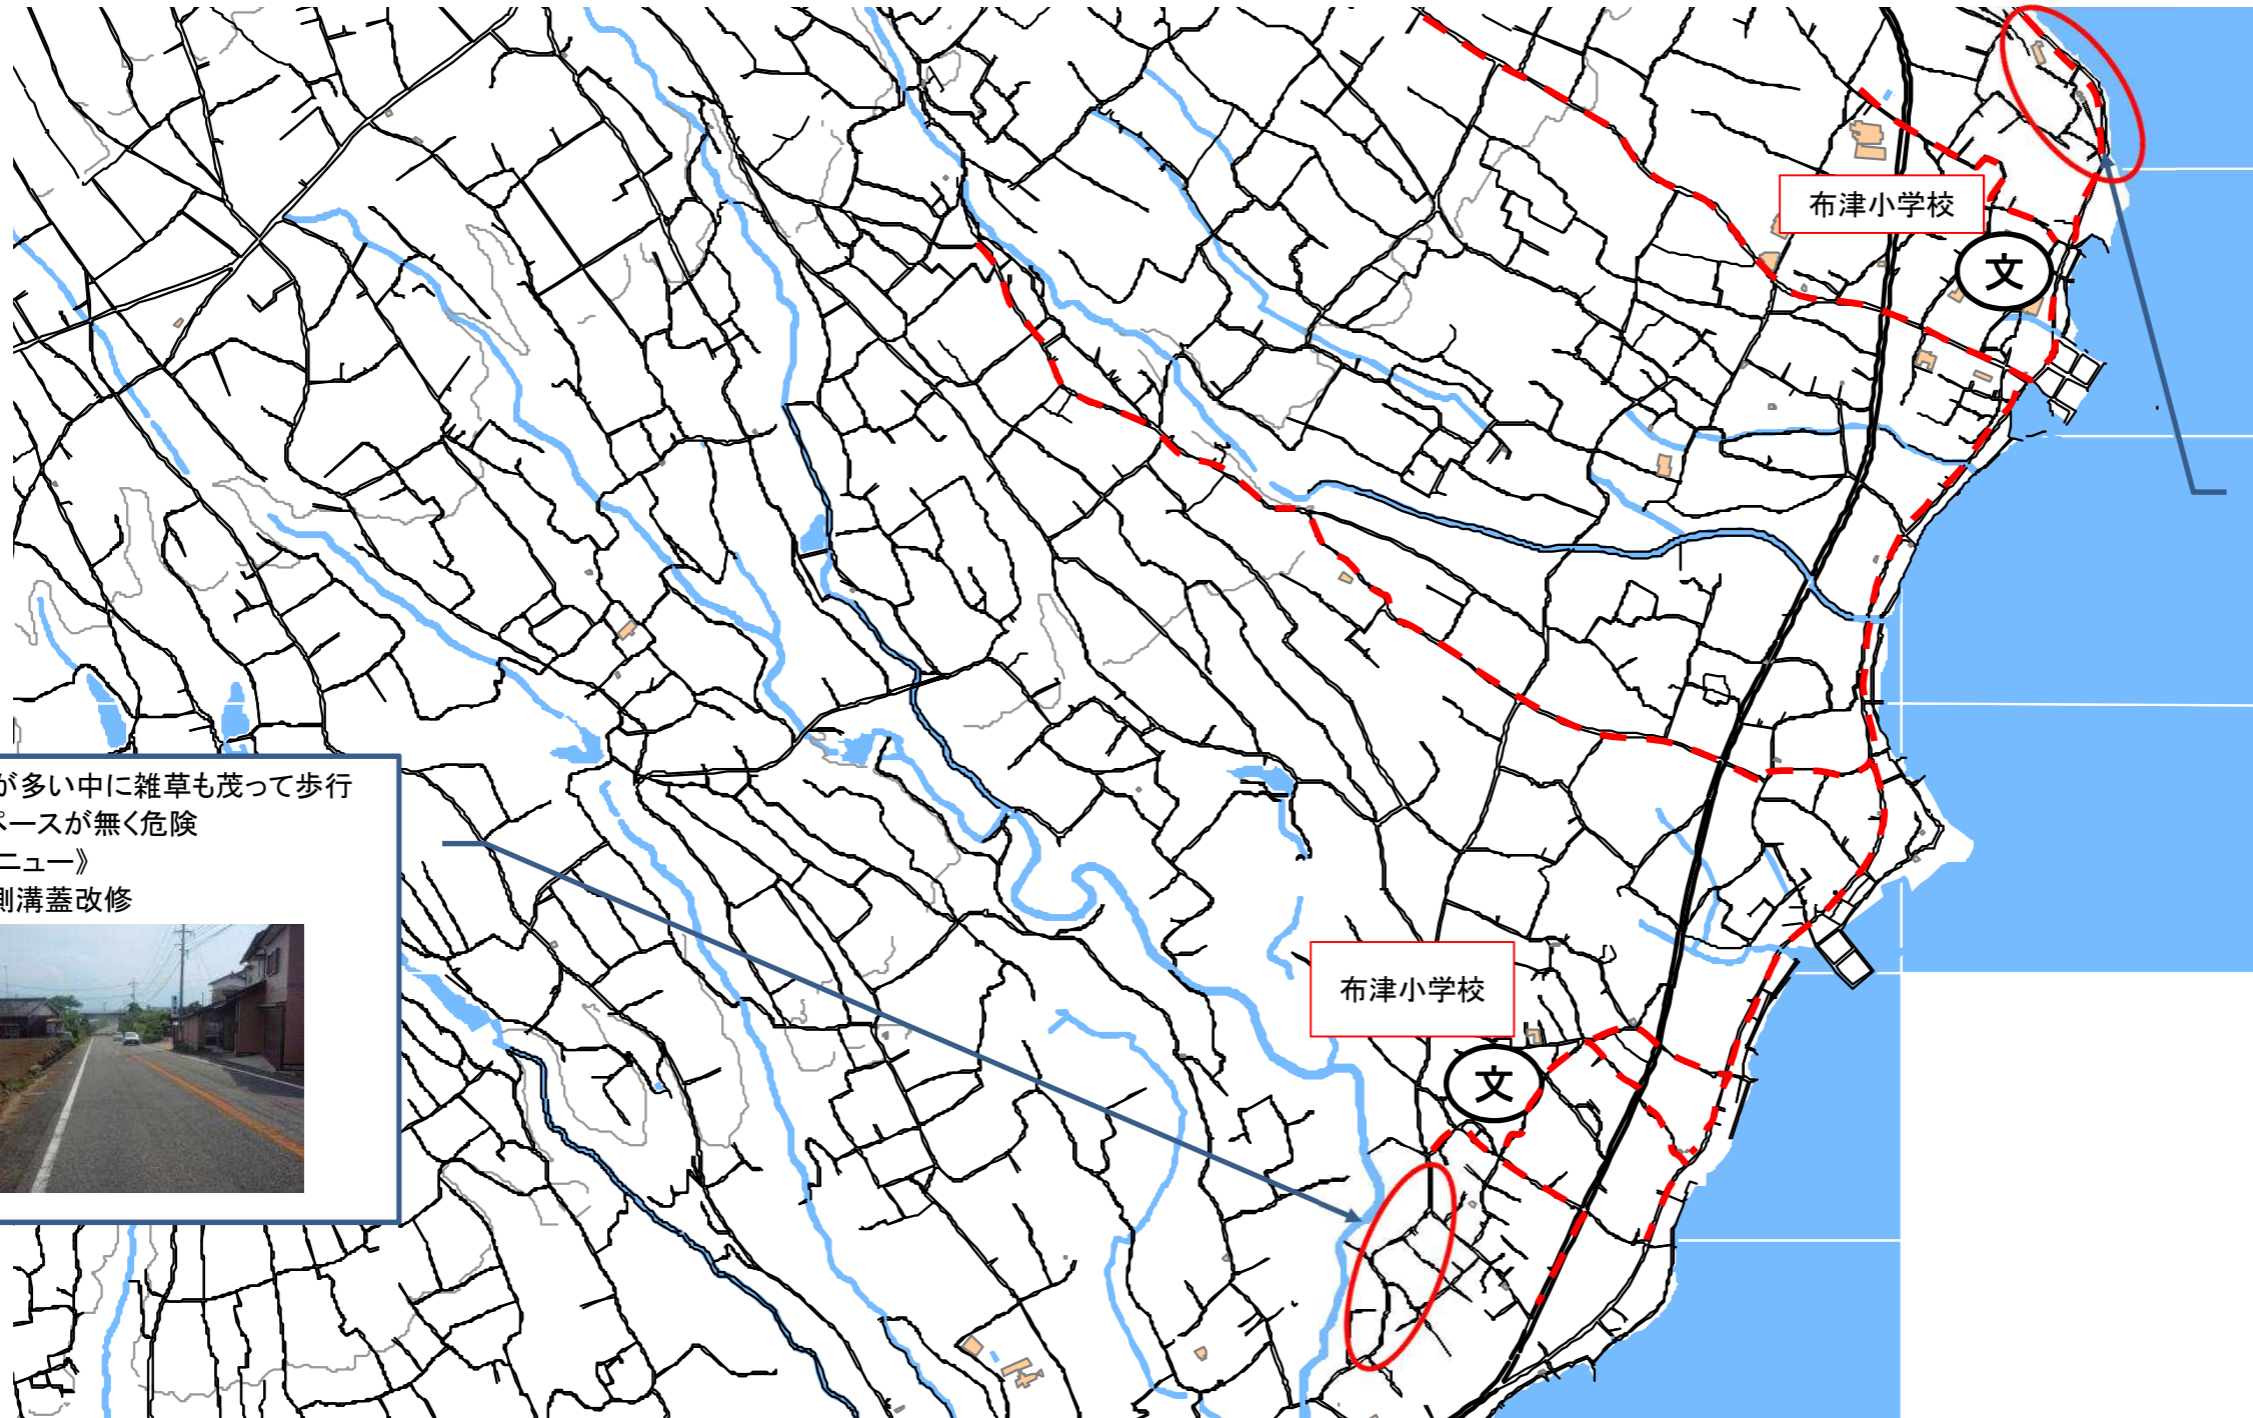 布津小学校
文
が多い中に雑草も茂って歩行
ペースが無く危険
ニュー》
側溝蓋改修
布津小学校
文